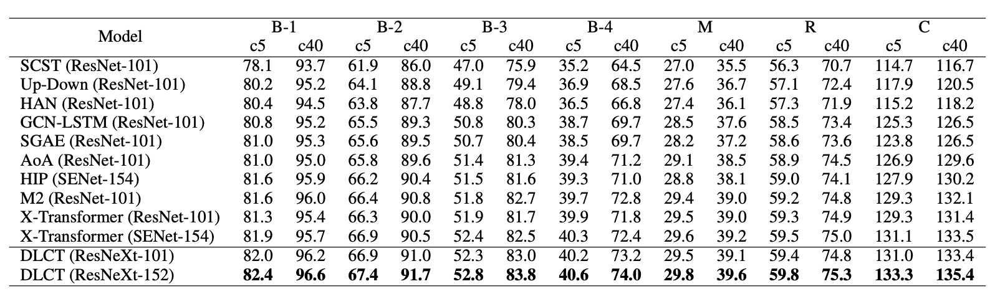 Model B-1 B-2 B-3 B-4 M R C
c5 c40 c5 c40 c5 c40 c5 c40 c5 c40 c5 c40 c5 c40
SCST (ResNet-101) 78.1 93.7 61.9 86.0 47.0 75.9 35.2 64.5 27.0 35.5 56.3 70.7 114.7 116.7
Up-Down (ResNet-101) 80.2 95.2 64.1 88.8 49.1 79.4 36.9 68.5 27.6 36.7 57.1 72.4 117.9 120.5
HAN (ResNet-101) 80.4 94.5 63.8 87.7 48.8 78.0 36.5 66.8 27.4 36.1 57.3 71.9 115.2 118.2
GCN-LSTM (ResNet-101) 80.8 95.2 65.5 89.3 50.8 80.3 38.7 69.7 28.5 37.6 58.5 73.4 125.3 126.5
SGAE (ResNet-101) 81.0 95.3 65.6 89.5 50.7 80.4 38.5 69.7 28.2 37.2 58.6 73.6 123.8 126.5
AoA (ResNet-101) 81.0 95.0 65.8 89.6 51.4 81.3 39.4 71.2 29.1 38.5 58.9 74.5 126.9 129.6
HIP (SENet-154) 81.6 95.9 66.2 90.4 51.5 81.6 39.3 71.0 28.8 38.1 59.0 74.1 127.9 130.2
M2 (ResNet-101) 81.6 96.0 66.4 90.8 51.8 82.7 39.7 72.8 29.4 39.0 59.2 74.8 129.3 132.1
X-Transformer (ResNet-101) 81.3 95.4 66.3 90.0 51.9 81.7 39.9 71.8 29.5 39.0 59.3 74.9 129.3 131.4
X-Transformer (SENet-154) 81.9 95.7 66.9 90.5 52.4 82.5 40.3 72.4 29.6 39.2 59.5 75.0 131.1 133.5
DLCT (ResNeXt-101) 82.0 96.2 66.9 91.0 52.3 83.0 40.2 73.2 29.5 39.1 59.4 74.8 131.0 133.4
DLCT (ResNeXt-152) 82.4 96.6 67.4 91.7 52.8 83.8 40.6 74.0 29.8 39.6 59.8 75.3 133.3 135.4